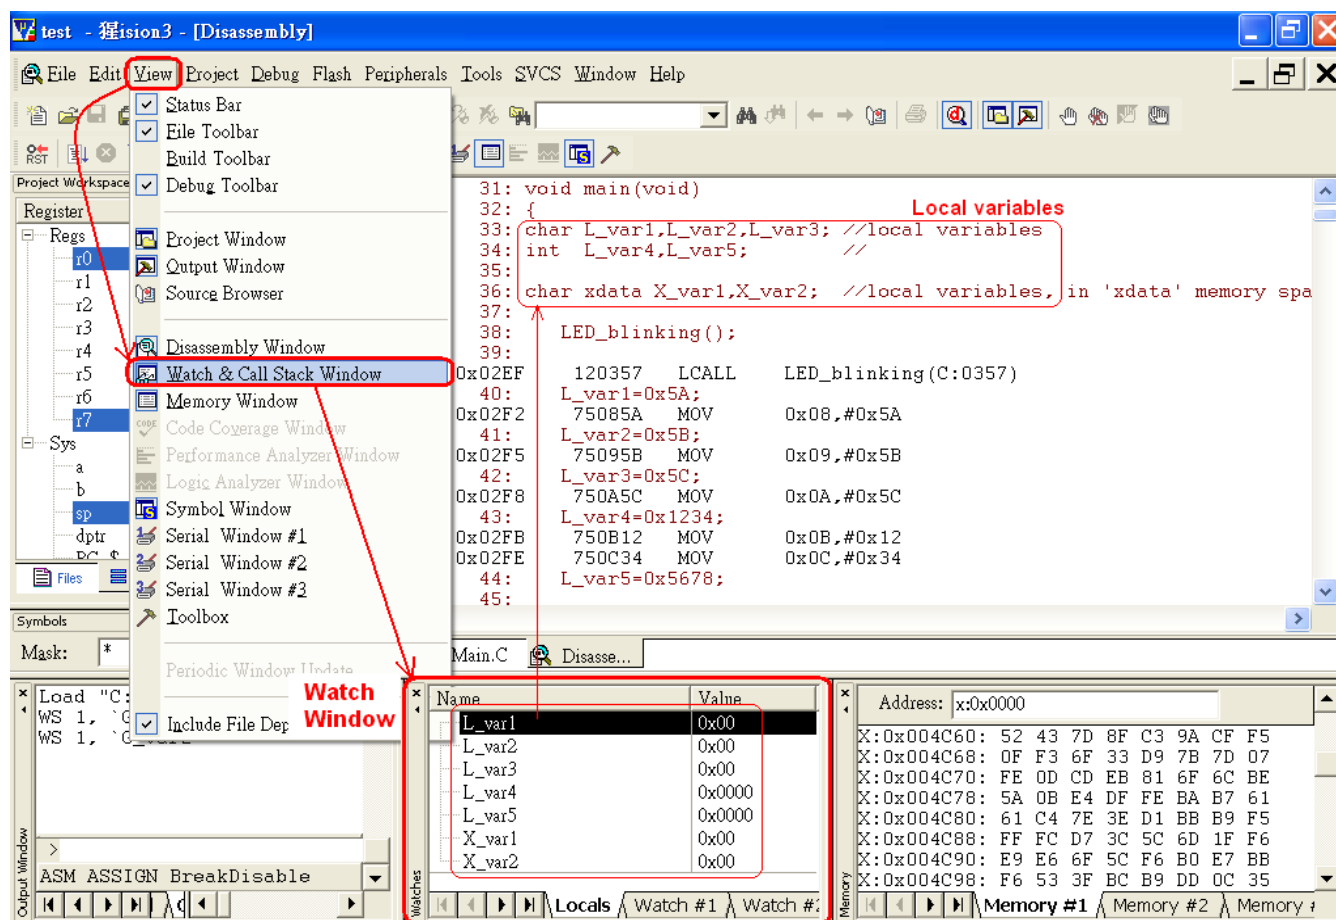 test - 猩ision3 - [Disassembly]
File Edit View Project Debug Flash Peripherals Tools SVCS Window Help
Status Bar
File Toolbar
Build Toolbar
Debug Toolbar
Project Window
Output Window
Source Browser
Disassembly Window
Watch & Call Stack Window
Memory Window
Code Coverage Window
Performance Analyzer Window
Logic Analyzer Window
Symbol Window
Serial Window #1
Serial Window #2
Serial Window #3
Toolbox
Periodic Window Update
Include File Dep
RST
Project Workspace
Register
Regs
r0
r1
r2
r3
r4
r5
r6
r7
Sys
a
b
sp
dptr
PC $
Files
Local variables
31: void main(void)
32: {
33: char L_var1,L_var2,L_var3; //local variables
34: int L_var4,L_var5; //
35:
36: char xdata X_var1,X_var2; //local variables, in 'xdata' memory spa
37:
38: LED_blinking();
39:
0x02EF 120357 LCALL LED_blinking(C:0357)
40: L_var1=0x5A;
0x02F2 75085A MOV 0x08,#0x5A
41: L_var2=0x5B;
0x02F5 75095B MOV 0x09,#0x5B
42: L_var3=0x5C;
0x02F8 750A5C MOV 0x0A,#0x5C
43: L_var4=0x1234;
0x02FB 750B12 MOV 0x0B,#0x12
0x02FE 750C34 MOV 0x0C,#0x34
44: L_var5=0x5678;
45:
Main.C Disasse...
Symbols
Mask: *
Load "C:
WS 1, `G
WS 1, `G_var2
>
ASM ASSIGN BreakDisable
Output Window
Watch
Window
Name Value
L_var1 0x00
L_var2 0x00
L_var3 0x00
L_var4 0x0000
L_var5 0x0000
X_var1 0x00
X_var2 0x00
Watches
Locals Watch #1 Watch #2
Address: x:0x0000
X:0x004C60: 52 43 7D 8F C3 9A CF F5
X:0x004C68: 0F F3 6F 33 D9 7B 7D 07
X:0x004C70: FE 0D CD EB 81 6F 6C BE
X:0x004C78: 5A 0B E4 DF FE BA B7 61
X:0x004C80: 61 C4 7E 3E D1 BB B9 F5
X:0x004C88: FF FC D7 3C 5C 6D 1F F6
X:0x004C90: E9 E6 6F 5C F6 B0 E7 BB
X:0x004C98: F6 53 3F BC B9 DD 0C 35
Memory
Memory #1 Memory #2 Memory #